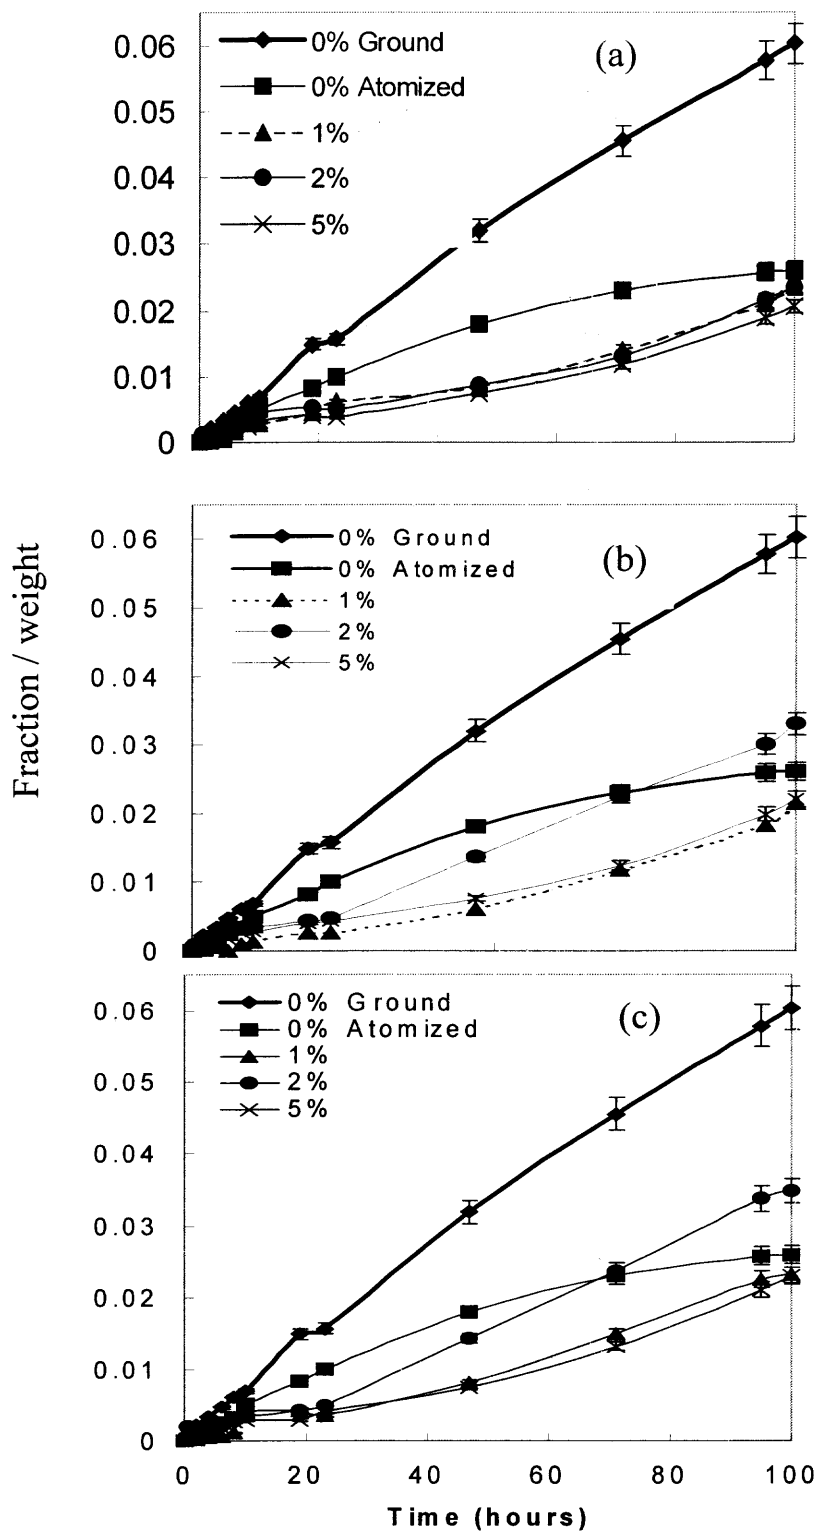 0.06
0.05
0.04
0.03
0.02
0.01
0
0% Ground
0% Atomized
1%
2%
5%
(a)
Fraction / weight
0.06
0.05
0.04
0.03
0.02
0.01
0
0% Ground
0% Atomized
1%
2%
5%
(b)
0.06
0.05
0.04
0.03
0.02
0.01
0
0% Ground
0% Atomized
1%
2%
5%
(c)
0 20 40 60 80 100
Time (hours)